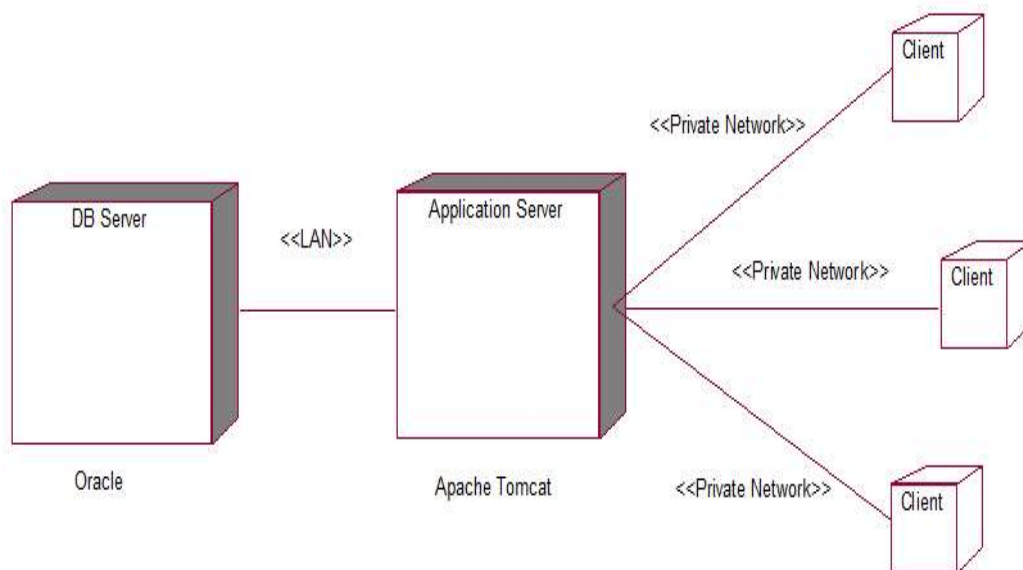 Client
<<Private Network>>
DB Server
Application Server
<<LAN>>
<<Private Network>>
Client
Oracle
Apache Tomcat
<<Private Network>>
Client